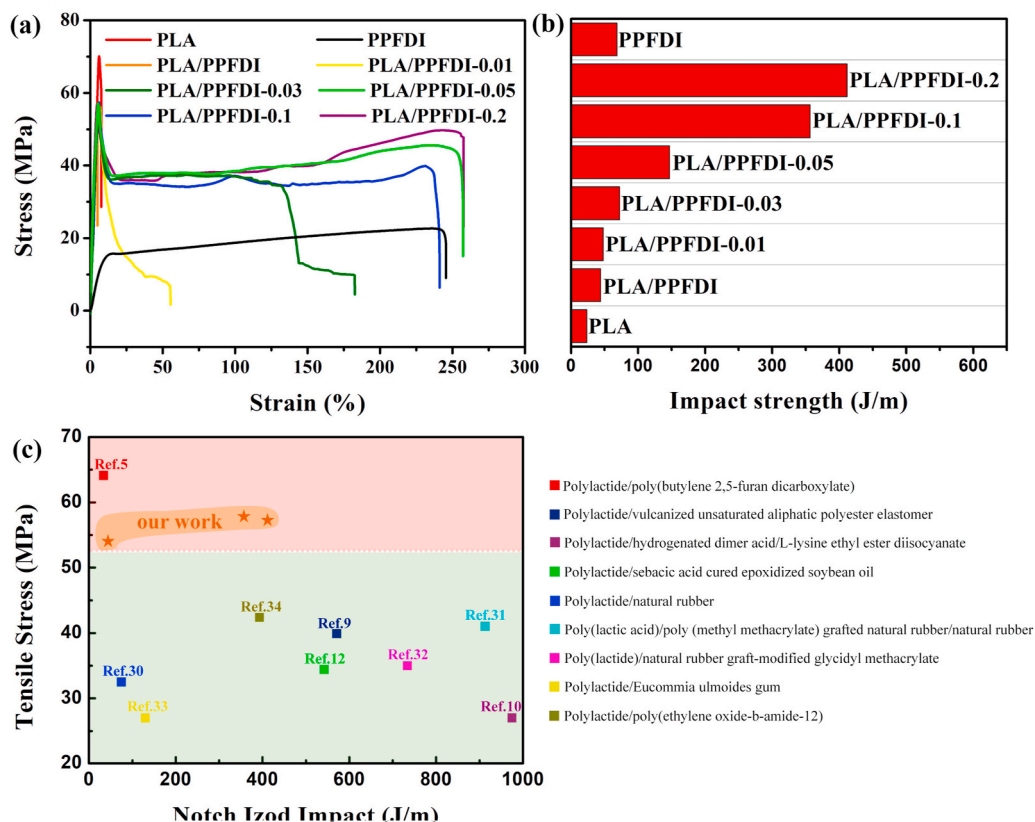 (a)
80
60
40
20
0
Stress (MPa)
PLA
PPFDI
PLA/PPFDI
PLA/PPFDI-0.01
PLA/PPFDI-0.03
PLA/PPFDI-0.05
PLA/PPFDI-0.1
PLA/PPFDI-0.2
0 50 100 150 200 250 300
Strain (%)
(b)
PPFDI
PLA/PPFDI-0.2
PLA/PPFDI-0.1
PLA/PPFDI-0.05
PLA/PPFDI-0.03
PLA/PPFDI-0.01
PLA/PPFDI
PLA
0 100 200 300 400 500 600
Impact strength (J/m)
(c)
70
60
50
40
30
20
Tensile Stress (MPa)
Ref.5
our work
Ref.34
Ref.9
Ref.31
Ref.12
Ref.32
Ref.30
Ref.33
Ref.10
0 200 400 600 800 1000
Notch Izod Impact (J/m)
Polylactide/poly(butylene 2,5-furan dicarboxylate)
Polylactide/vulcanized unsaturated aliphatic polyester elastomer
Polylactide/hydrogenated dimer acid/L-lysine ethyl ester diisocyanate
Polylactide/sebacic acid cured epoxidized soybean oil
Polylactide/natural rubber
Poly(lactic acid)/poly (methyl methacrylate) grafted natural rubber/natural rubber
Poly(lactide)/natural rubber graft-modified glycidyl methacrylate
Polylactide/Eucommia ulmoides gum
Polylactide/poly(ethylene oxide-b-amide-12)